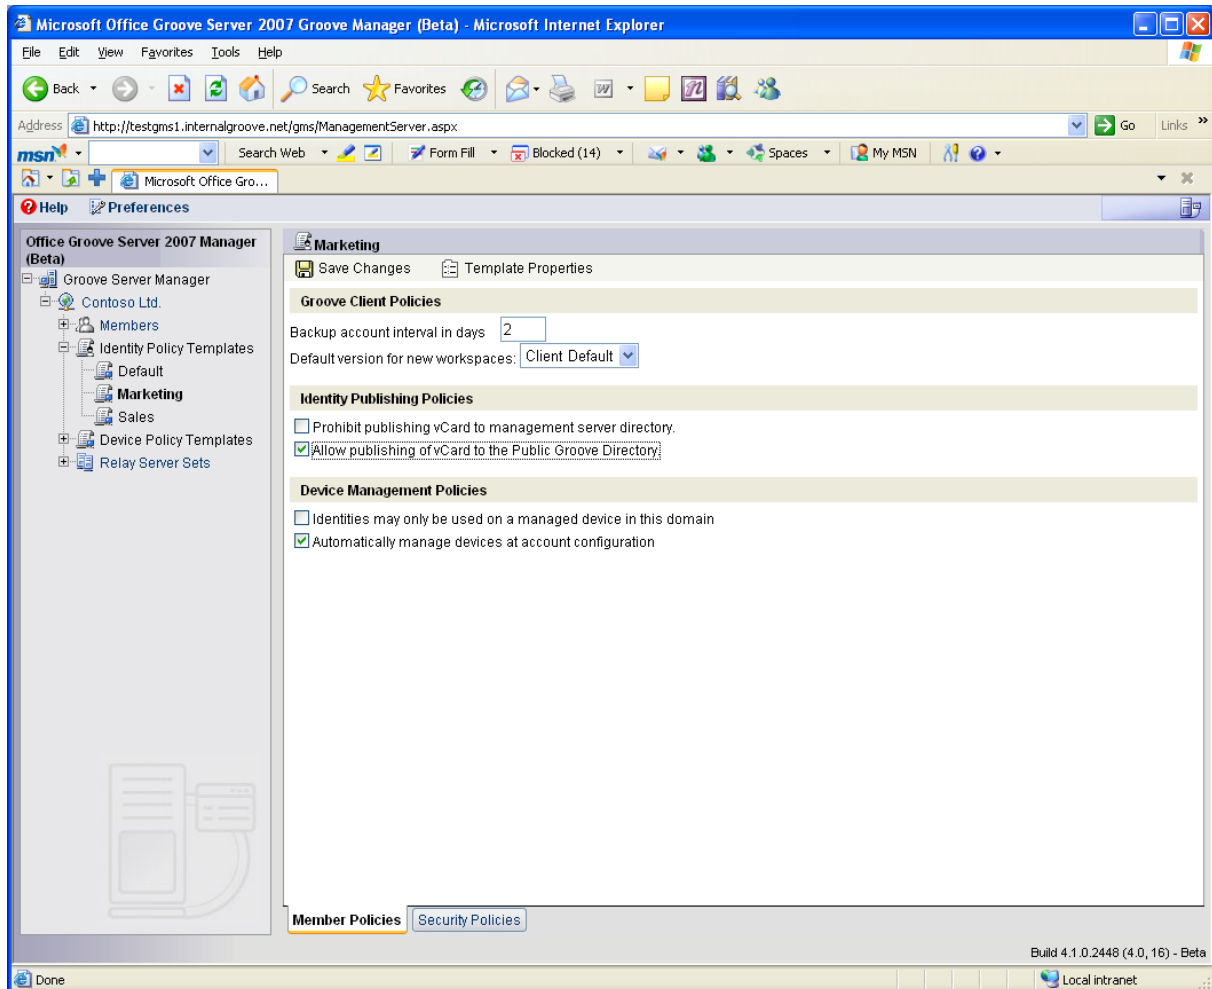 Microsoft Office Groove Server 2007 Groove Manager (Beta) - Microsoft Internet Explorer
File Edit View Favorites Tools Help
Back Search Favorites
Address http://testgms1.internalgroove.net/gms/ManagementServer.aspx Go Links »
msn Search Web Form Fill Blocked (14) Spaces My MSN
Microsoft Office Gro...
Help Preferences
Office Groove Server 2007 Manager
(Beta)
Groove Server Manager
Contoso Ltd.
Members
Identity Policy Templates
Default
Marketing
Sales
Device Policy Templates
Relay Server Sets
Marketing
Save Changes Template Properties
Groove Client Policies
Backup account interval in days 2
Default version for new workspaces: Client Default
Identity Publishing Policies
Prohibit publishing vCard to management server directory.
Allow publishing of vCard to the Public Groove Directory.
Device Management Policies
Identities may only be used on a managed device in this domain
Automatically manage devices at account configuration
Member Policies Security Policies
Build 4.1.0.2448 (4.0, 16) - Beta
Done Local intranet